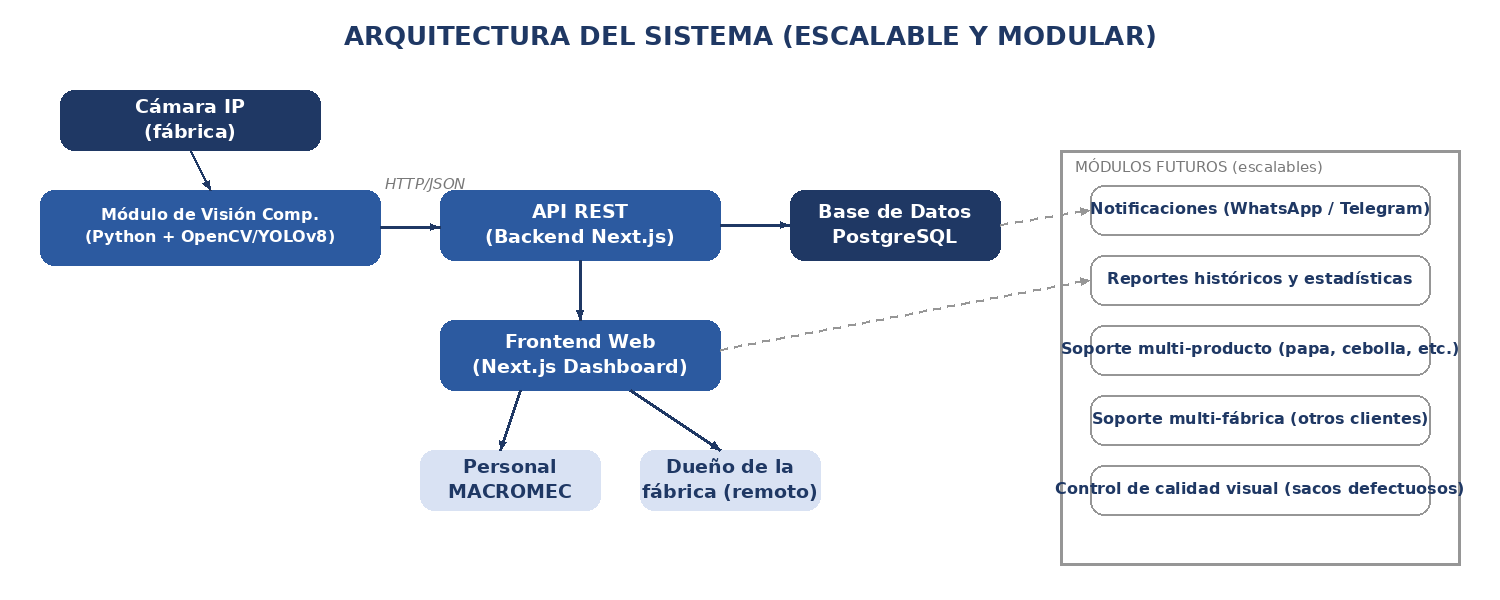 ARQUITECTURA DEL SISTEMA (ESCALABLE Y MODULAR)
Cámara IP
(fábrica)
Módulo de Visión Comp.
(Python + OpenCV/YOLOv8)
HTTP/JSON
API REST
(Backend Next.js)
Base de Datos
PostgreSQL
Frontend Web
(Next.js Dashboard)
Personal
MACROMEC
Dueño de la
fábrica (remoto)
MÓDULOS FUTUROS (escalables)
Notificaciones (WhatsApp / Telegram)
Reportes históricos y estadísticas
Soporte multi-producto (papa, cebolla, etc.)
Soporte multi-fábrica (otros clientes)
Control de calidad visual (sacos defectuosos)